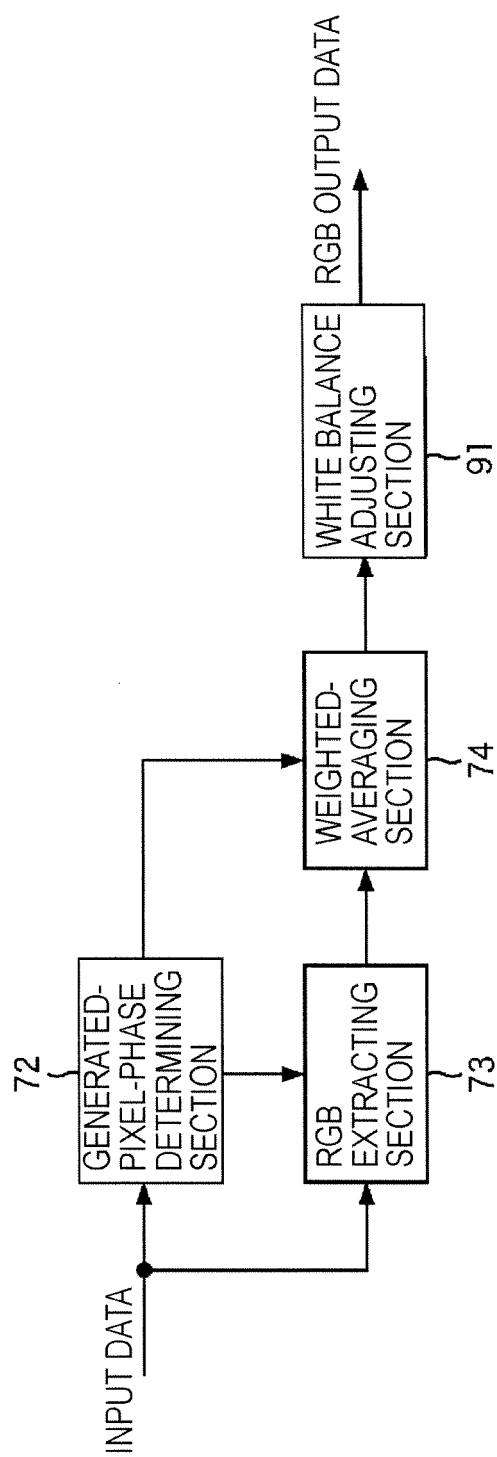 INPUT DATA
72
GENERATED-
PIXEL-PHASE
DETERMINING
SECTION
RGB
EXTRACTING
SECTION
73
WEIGHTED-
AVERAGING
SECTION
74
WHITE BALANCE
ADJUSTING
SECTION
91
RGB OUTPUT DATA